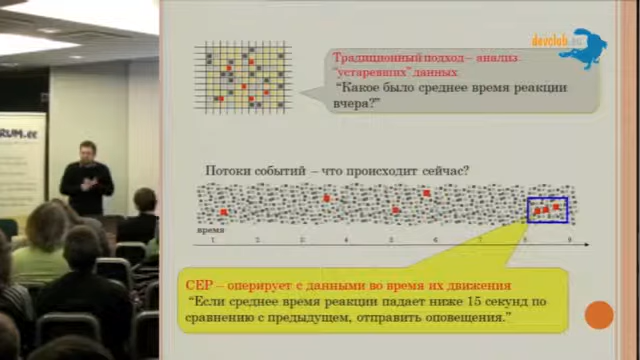 devclub.eu
Традиционный подход – анализ
"устаревших" данных
"Какое было среднее время реакции
вчера?"
RUM.ee
Потоки событий – что происходит сейчас?
время
1 2 3 4 5 6 7 8 9
CEP – оперирует с данными во время их движения
"Если среднее время реакции падает ниже 15 секунд по
сравнению с предыдущем, отправить оповещения."